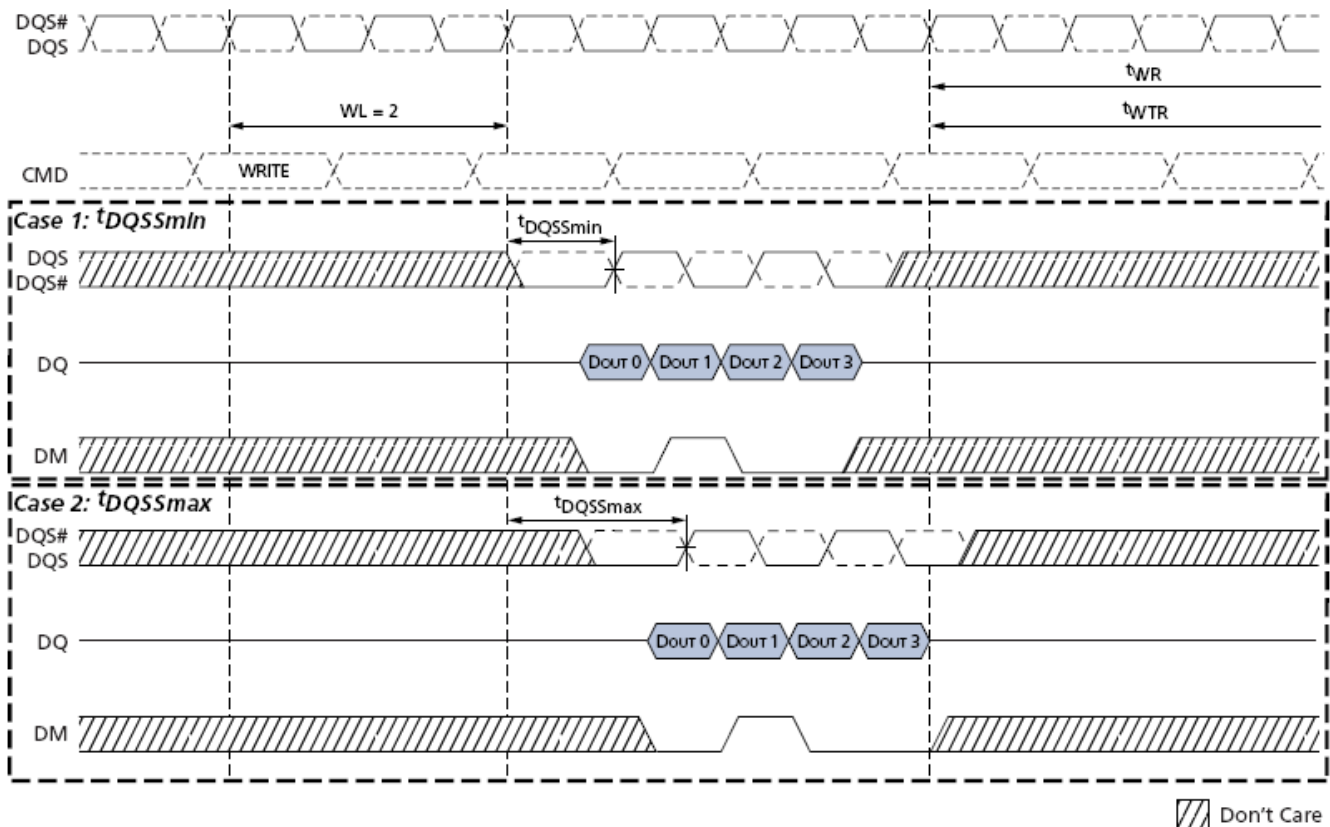 DQS#
DQS
tWR
WL = 2
tWTR
CMD
WRITE
Case 1: tDQSSmin
tDQSSmin
DQS
DQS#
DQ
DOUT 0 DOUT 1 DOUT 2 DOUT 3
DM
Case 2: tDQSSmax
tDQSSmax
DQS#
DQS
DQ
DOUT 0 DOUT 1 DOUT 2 DOUT 3
DM
Don't Care